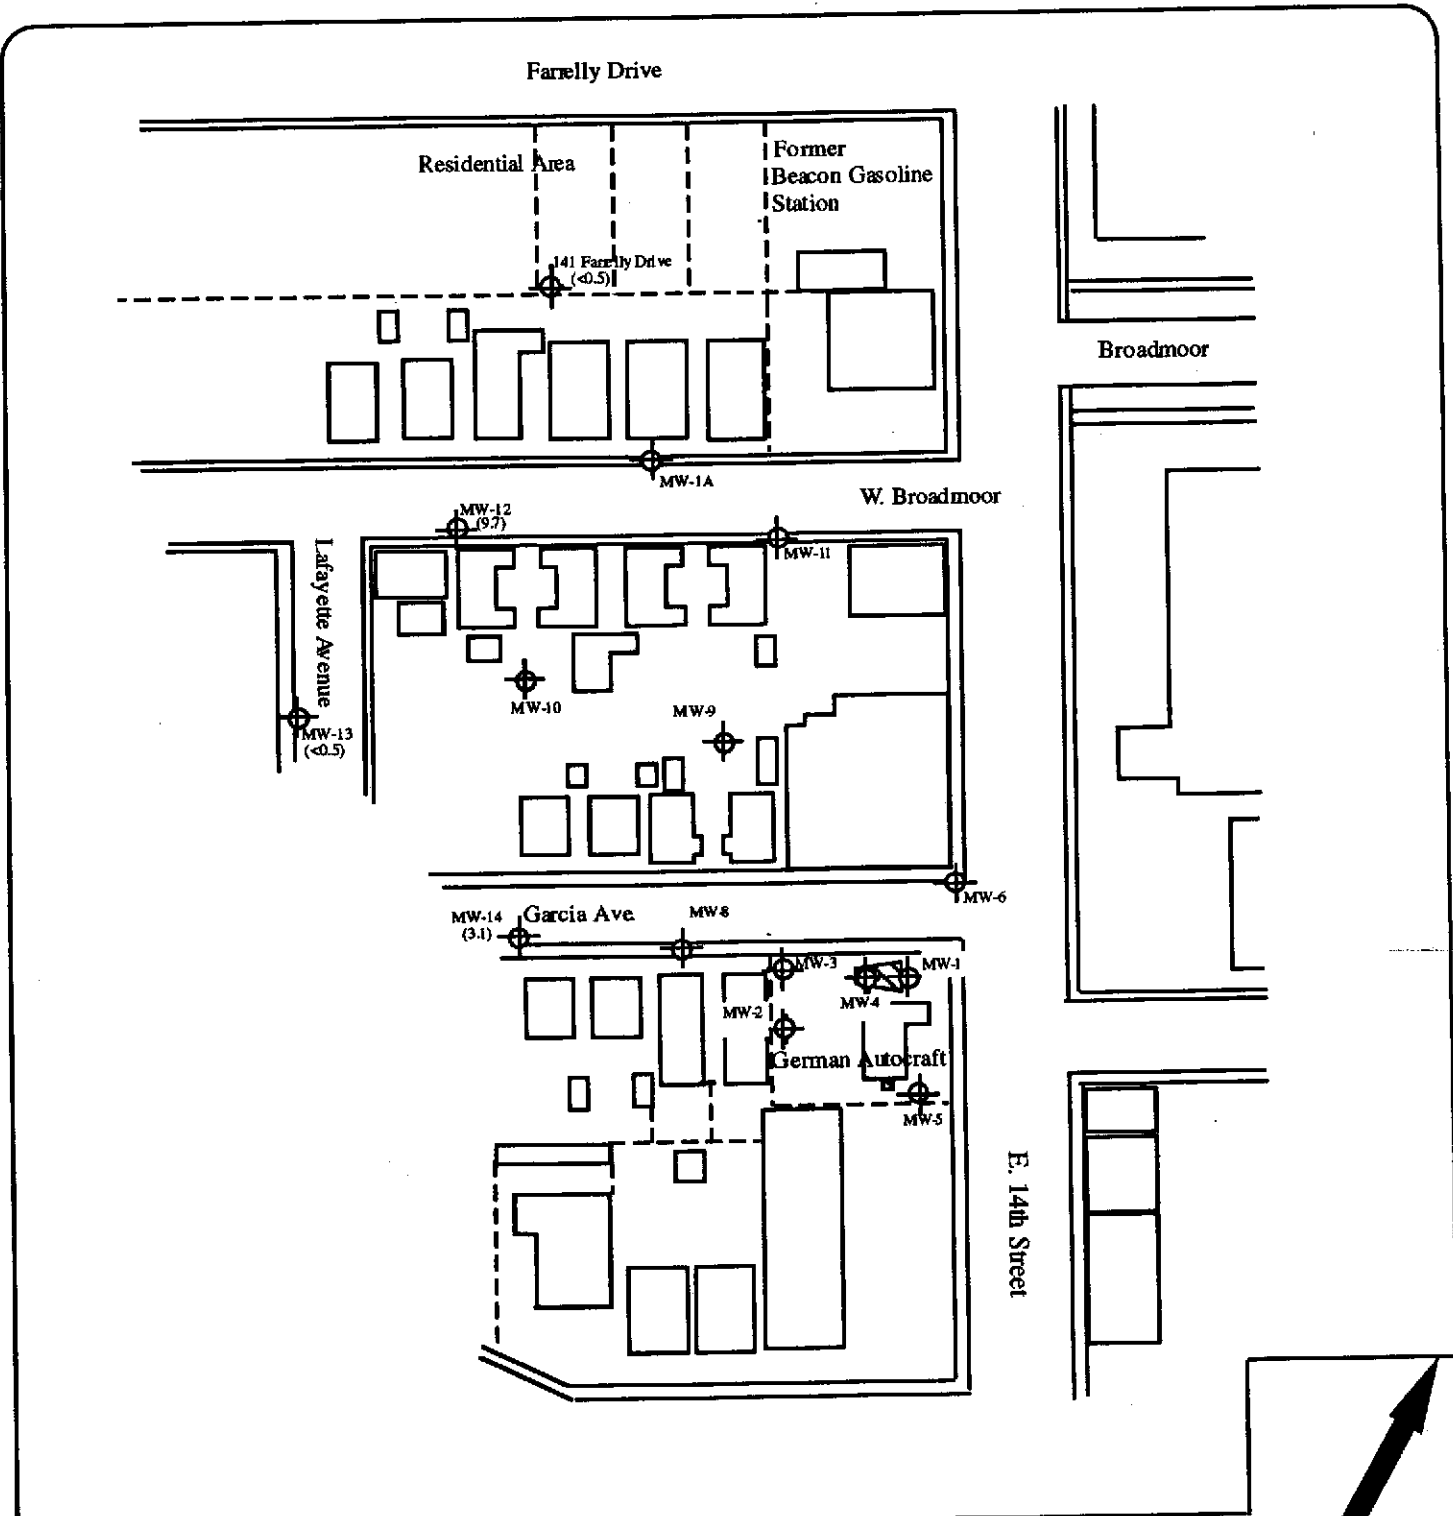 Farrelly Drive
Residential Area
Former
Beacon Gasoline
Station
141 Farrelly Drive
(<0.5)
Broadmoor
MW-1A
W. Broadmoor
MW-12
(9.7)
MW-11
Lafayette Avenue
MW-10
MW-9
MW-13
(<0.5)
MW-6
MW-14
(3.1)
Garcia Ave.
MW-8
MW-3
MW-1
MW-4
MW-2
German Autocraft
MW-5
E. 14th Street